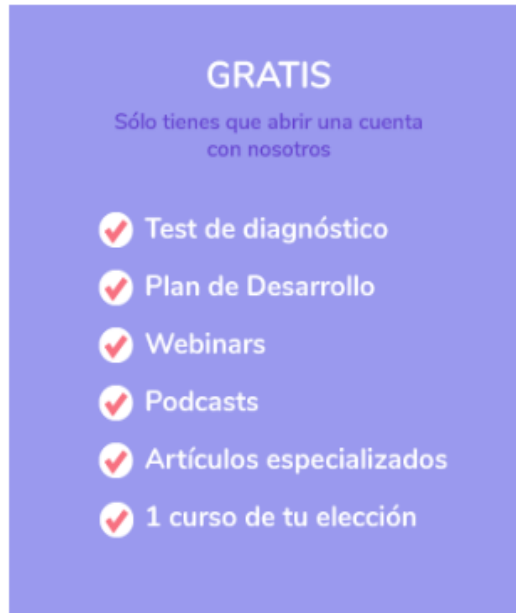 GRATIS
Sólo tienes que abrir una cuenta
con nosotros
Test de diagnóstico
Plan de Desarrollo
Webinars
Podcasts
Artículos especializados
1 curso de tu elección